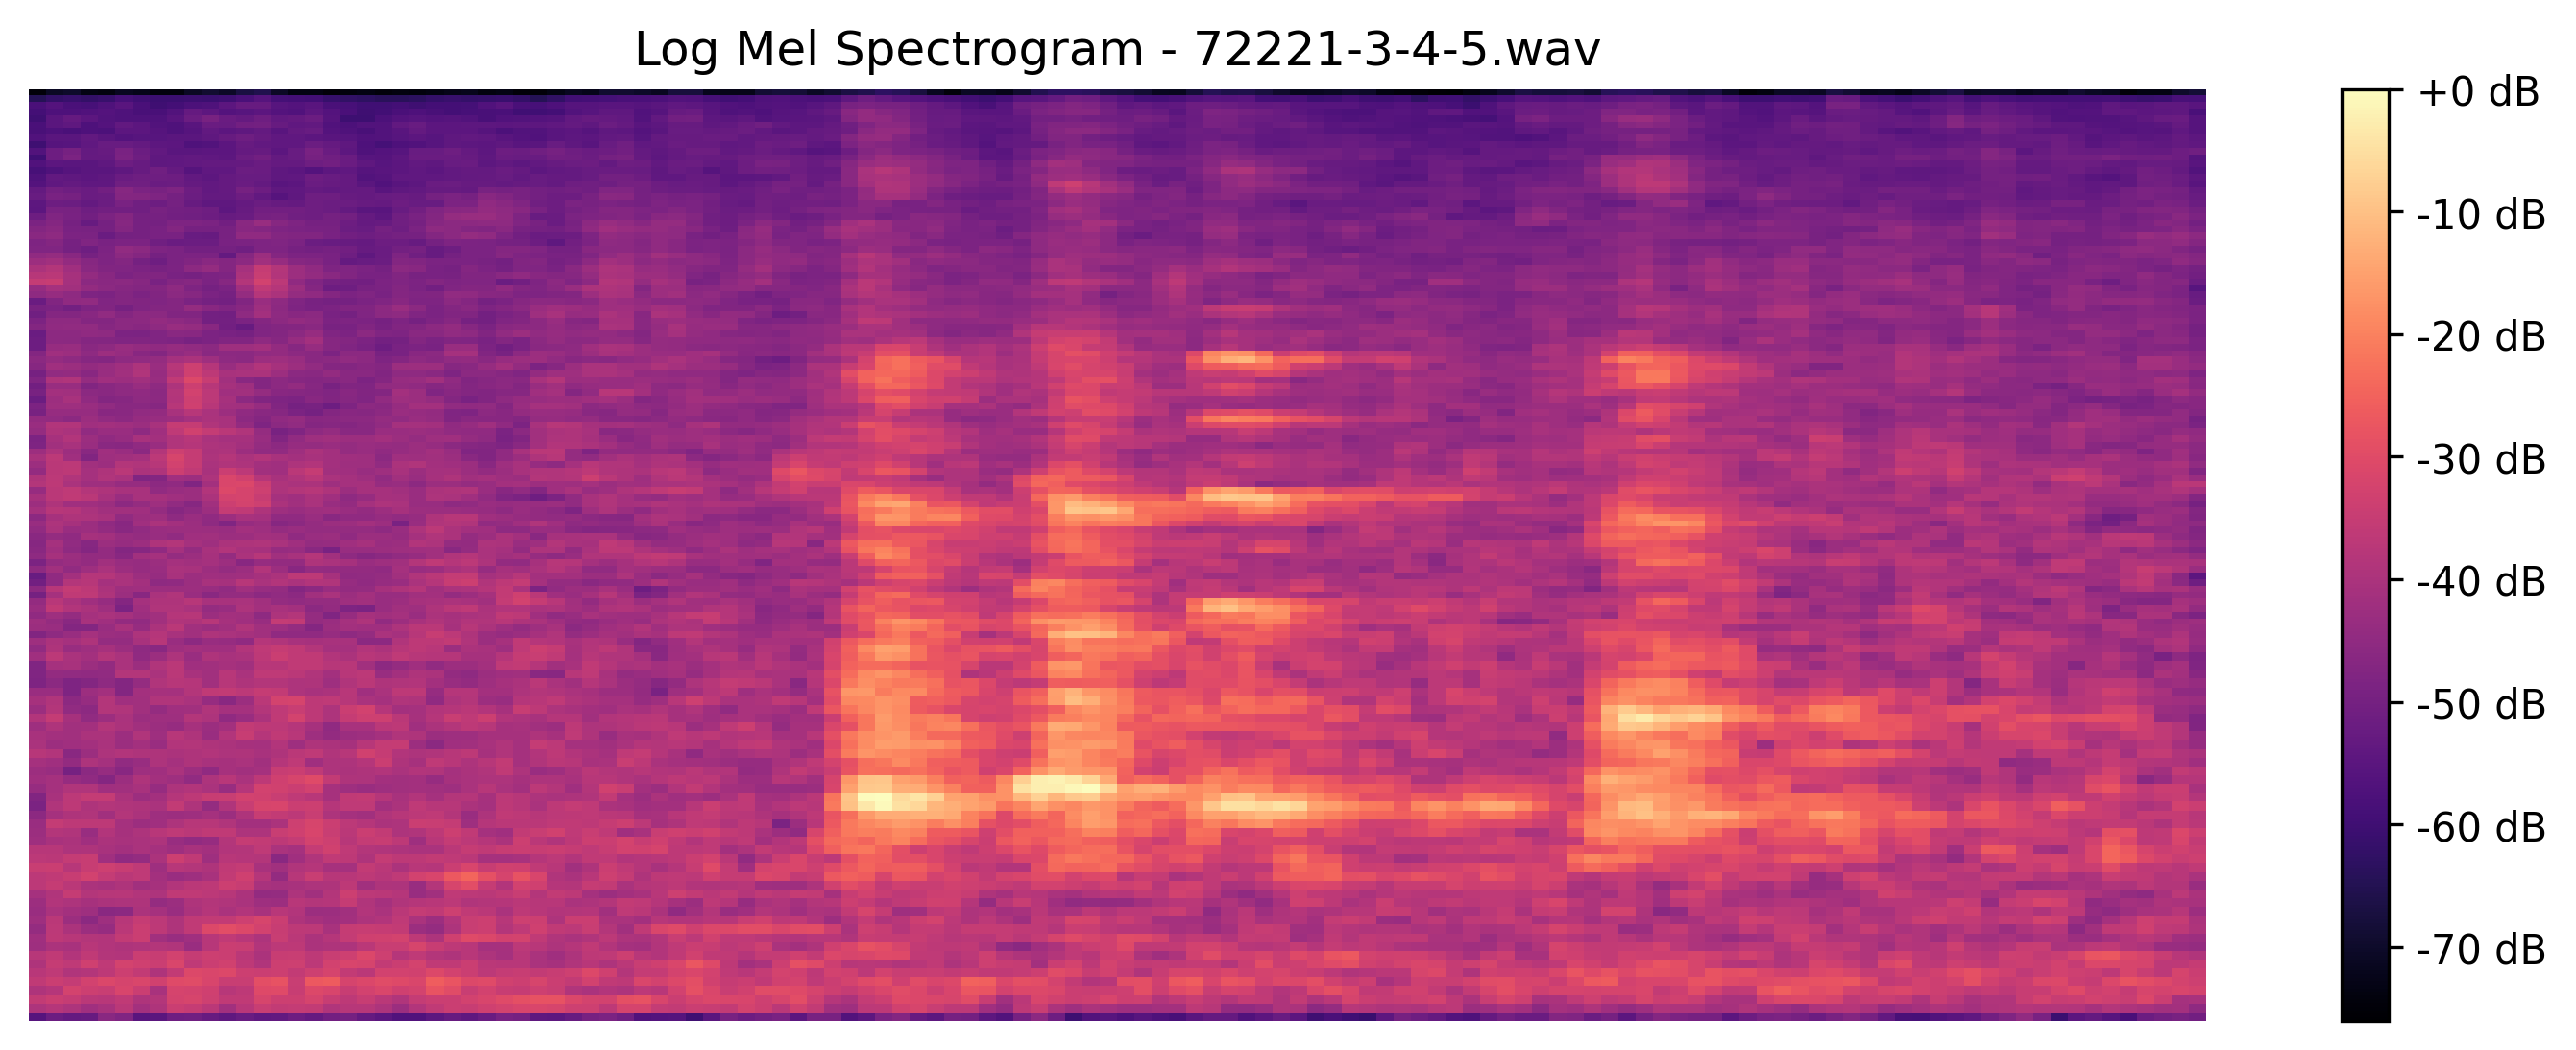 Log Mel Spectrogram - 72221-3-4-5.wav
+0 dB
-10 dB
-20 dB
-30 dB
-40 dB
-50 dB
-60 dB
-70 dB